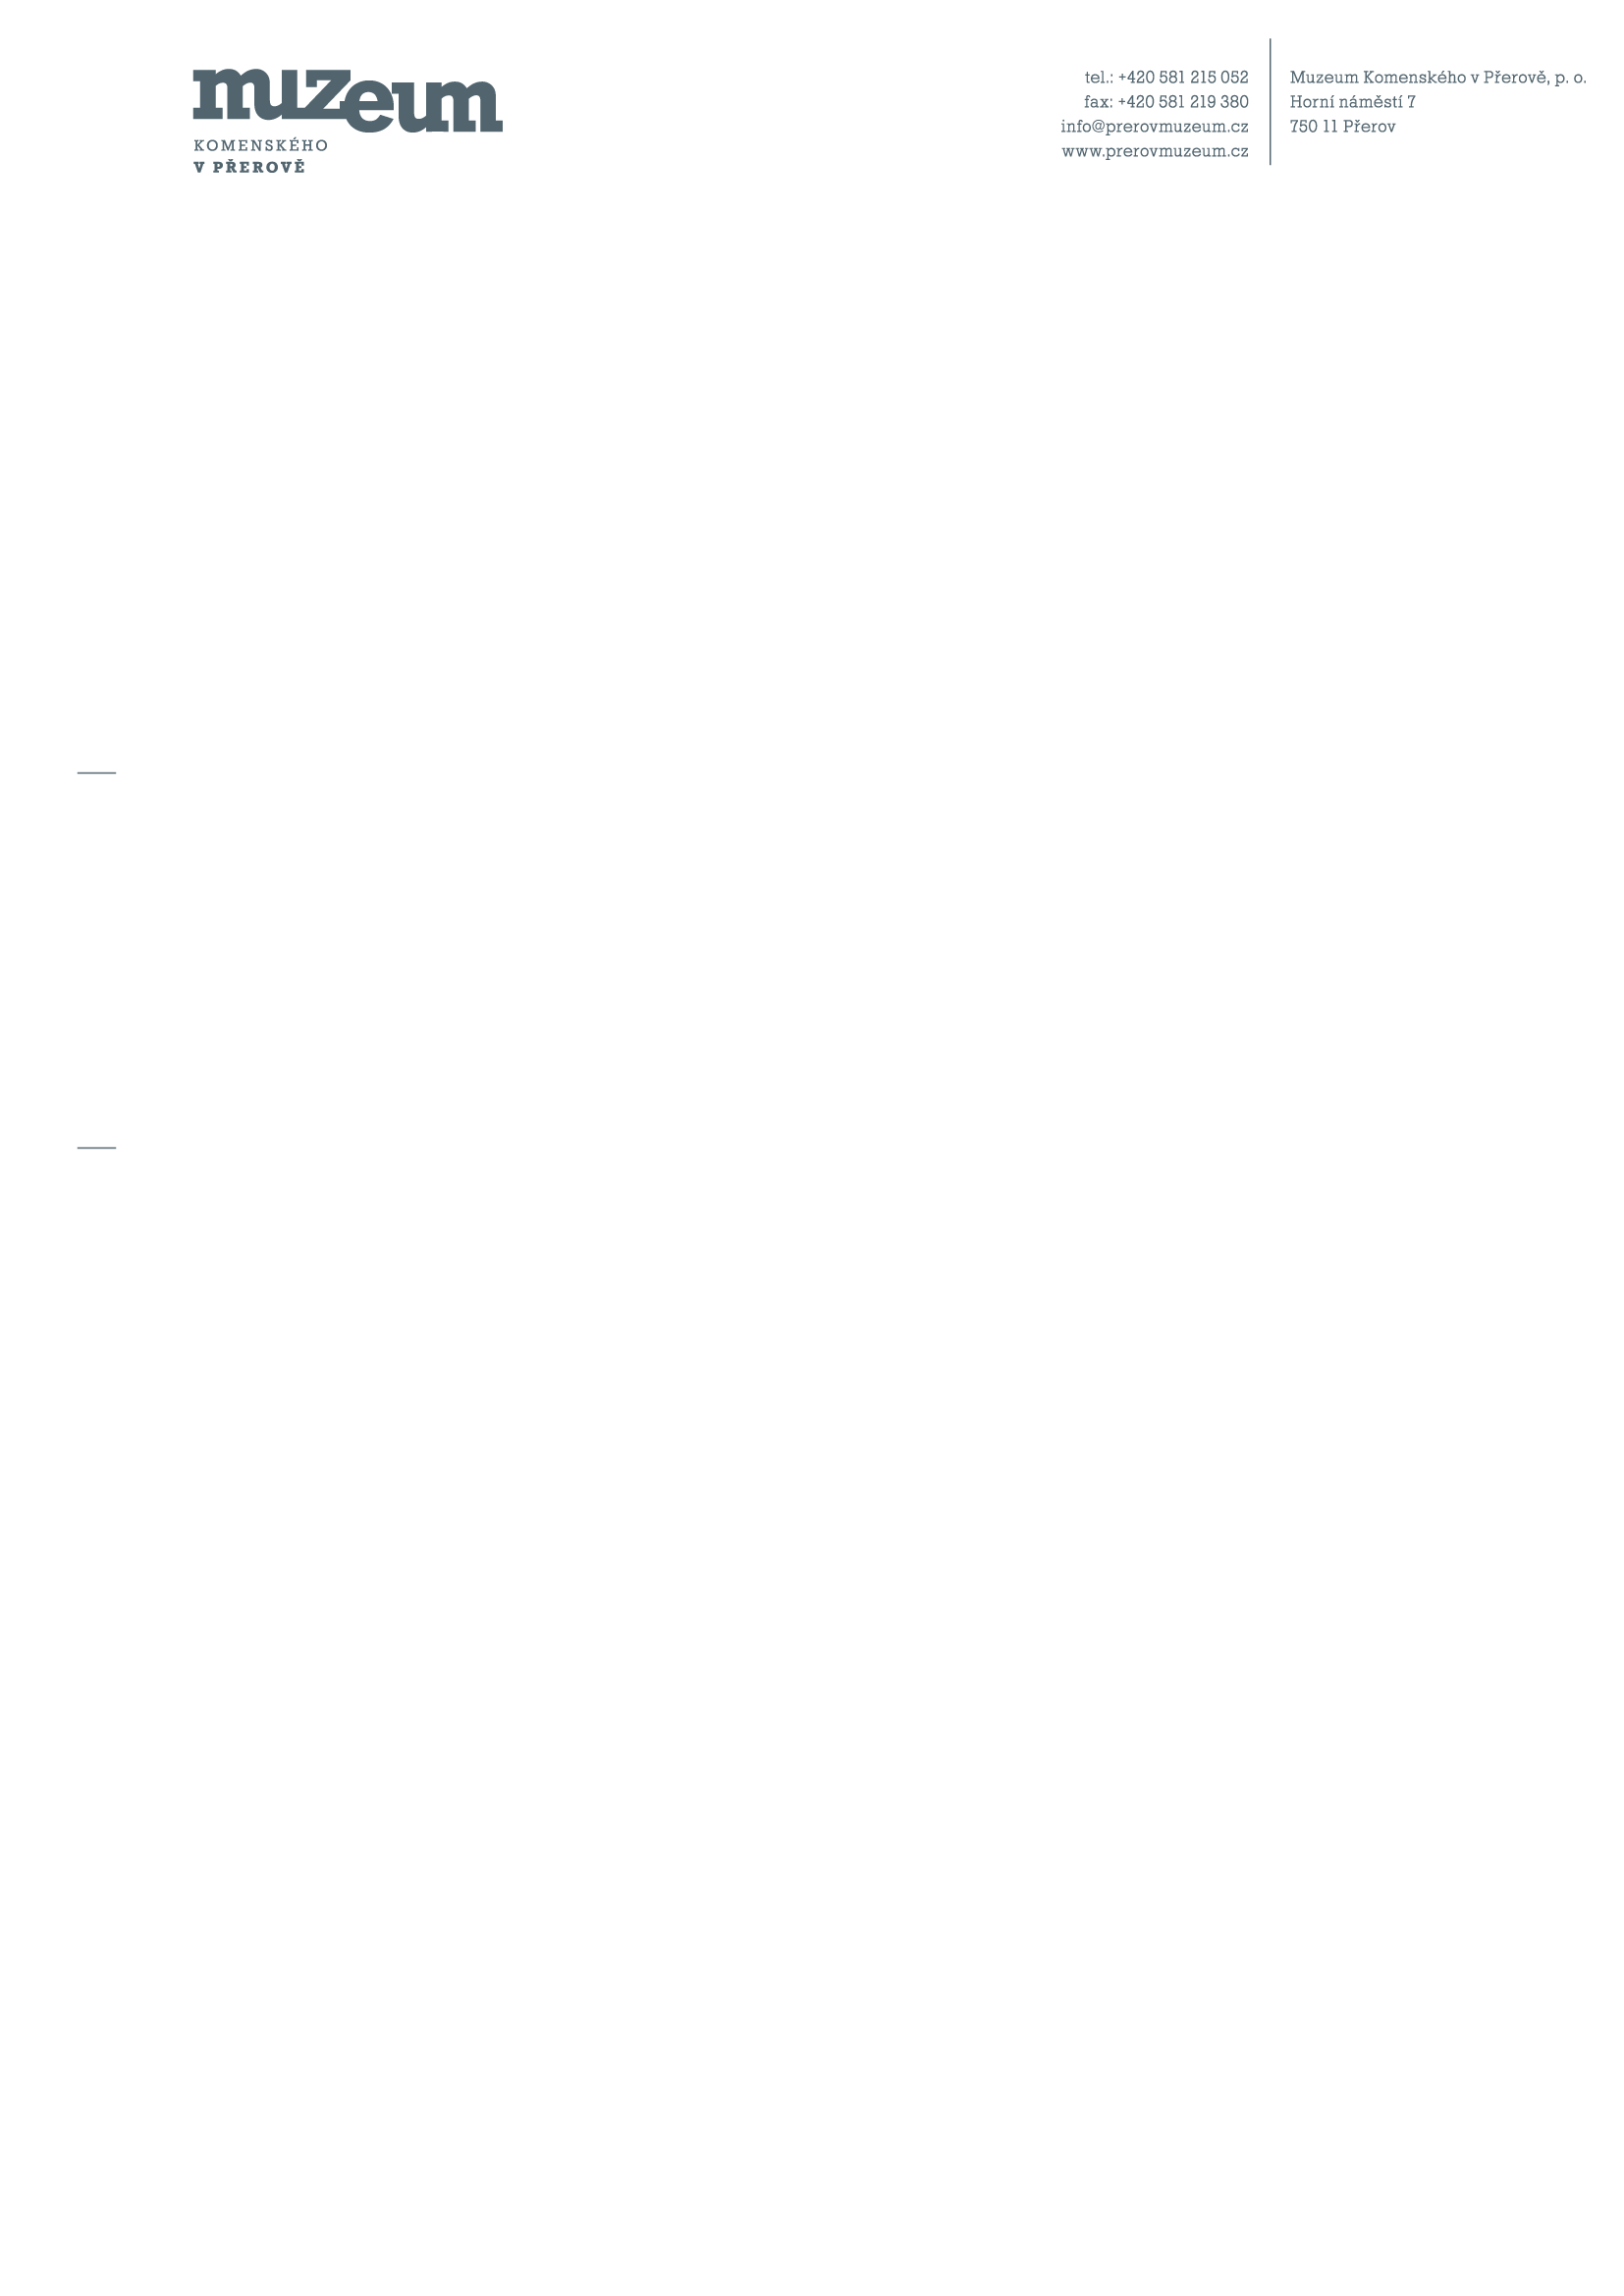 muzeum
KOMENSKÉHO
V PŘEROVĚ
tel.: +420 581 215 052
fax: +420 581 219 380
info@prerovmuzeum.cz
www.prerovmuzeum.cz
Muzeum Komenského v Přerově, p. o.
Horní náměstí 7
750 11 Přerov